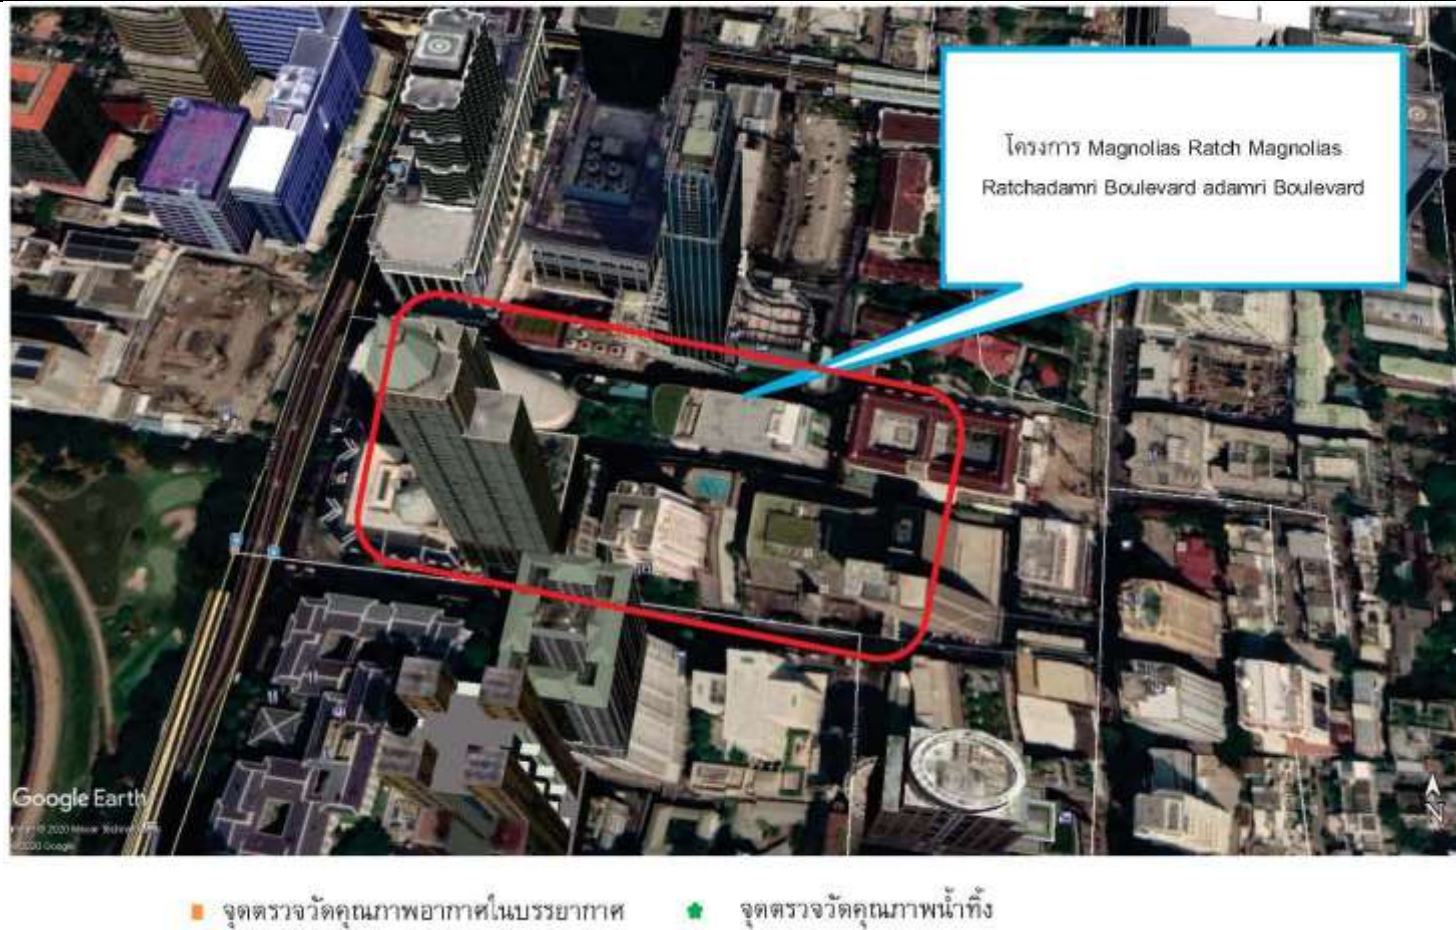 โครงการ Magnolias Ratch Magnolias
Ratchadamri Boulevard adamri Boulevard
Google Earth
© 2020 Google
จุดตรวจวัดคุณภาพอากาศในบรรยากาศ
จุดตรวจวัดคุณภาพน้ำทิ้ง
N